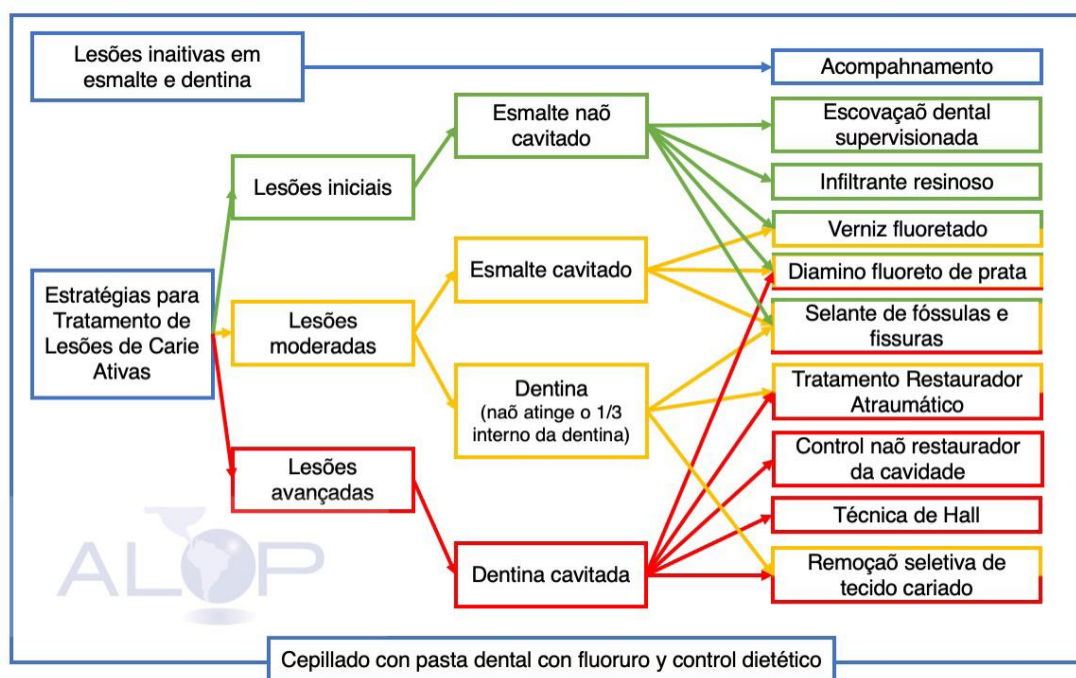 Lesões inaitivas em
esmalte e dentina
Acompahnamento
Esmalte naõ
cavitado
Escovaçaõ dental
supervisionada
Lesões iniciais
Infiltrante resinoso
Verniz fluoretado
Esmalte cavitado
Diamino fluoreto de prata
Estratégias para
Tratamento de
Lesões de Carie
Ativas
Lesões
moderadas
Selante de fóssulas e
fissuras
Dentina
(naõ atinge o 1/3
interno da dentina)
Tratamento Restaurador
Atraumático
Lesões
avançadas
Control naõ restaurador
da cavidade
Técnica de Hall
ALOP
Dentina cavitada
Remoçaõ seletiva de
tecido cariado
Cepillado con pasta dental con fluoruro y control dietético